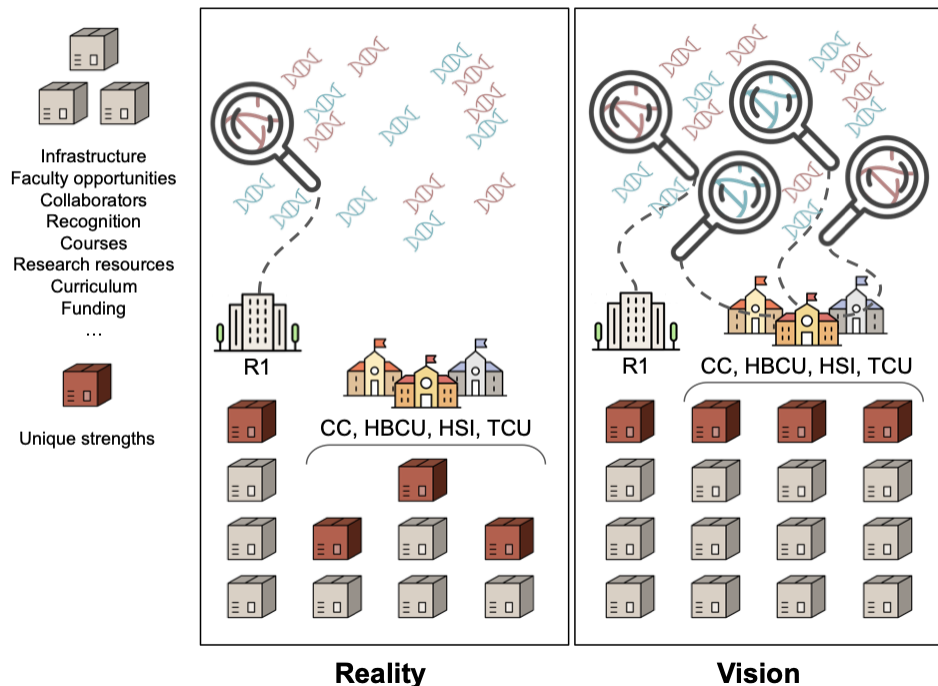 Infrastructure
Faculty opportunities
Collaborators
Recognition
Courses
Research resources
Curriculum
Funding
...
Unique strengths
R1
CC, HBCU, HSI, TCU
Reality
R1
CC, HBCU, HSI, TCU
Vision